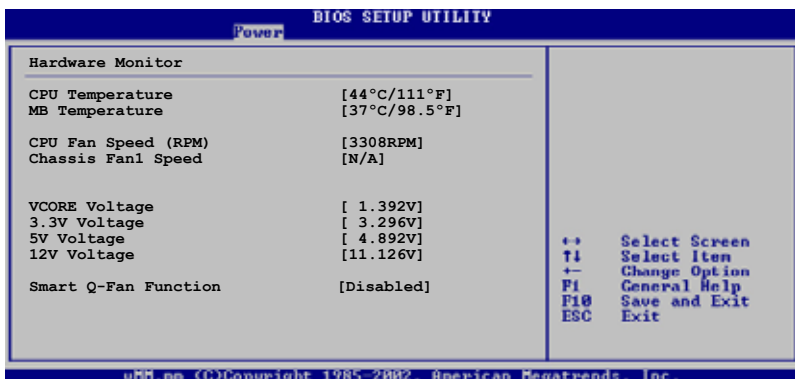 BIOS SETUP UTILITY
Power
Hardware Monitor
CPU Temperature [44°C/111°F]
MB Temperature [37°C/98.5°F]
CPU Fan Speed (RPM) [3308RPM]
Chassis Fan1 Speed [N/A]
VCORE Voltage [ 1.392V]
3.3V Voltage [ 3.296V]
5V Voltage [ 4.892V]
12V Voltage [11.126V]
Smart Q-Fan Function [Disabled]
←→ Select Screen
↑↓ Select Item
+- Change Option
F1 General Help
F10 Save and Exit
ESC Exit
(C)Copyright 1985-2002, American Megatrends, Inc.